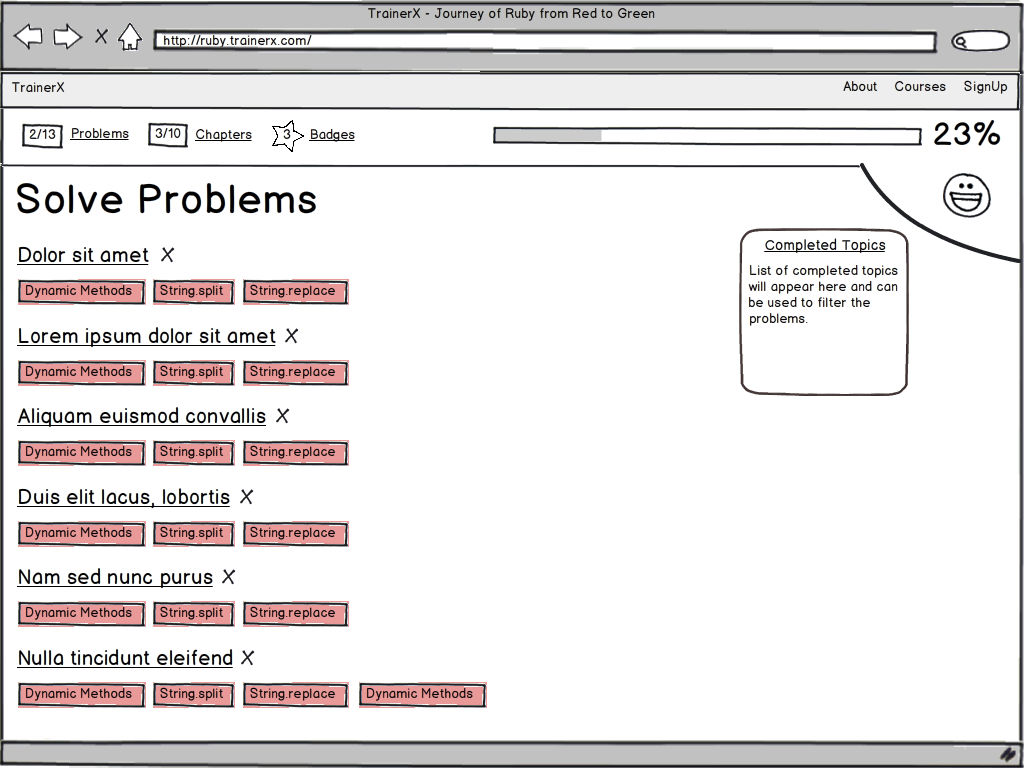 TrainerX - Journey of Ruby from Red to Green
X http://ruby.trainerx.com/
TrainerX About Courses SignUp
2/13 Problems 3/10 Chapters 3 Badges 23%
Solve Problems
Dolor sit amet X
Dynamic Methods String.split String.replace
Lorem ipsum dolor sit amet X
Dynamic Methods String.split String.replace
Aliquam euismod convallis X
Dynamic Methods String.split String.replace
Duis elit lacus, lobortis X
Dynamic Methods String.split String.replace
Nam sed nunc purus X
Dynamic Methods String.split String.replace
Nulla tincidunt eleifend X
Dynamic Methods String.split String.replace Dynamic Methods
Completed Topics
List of completed topics
will appear here and can
be used to filter the
problems.